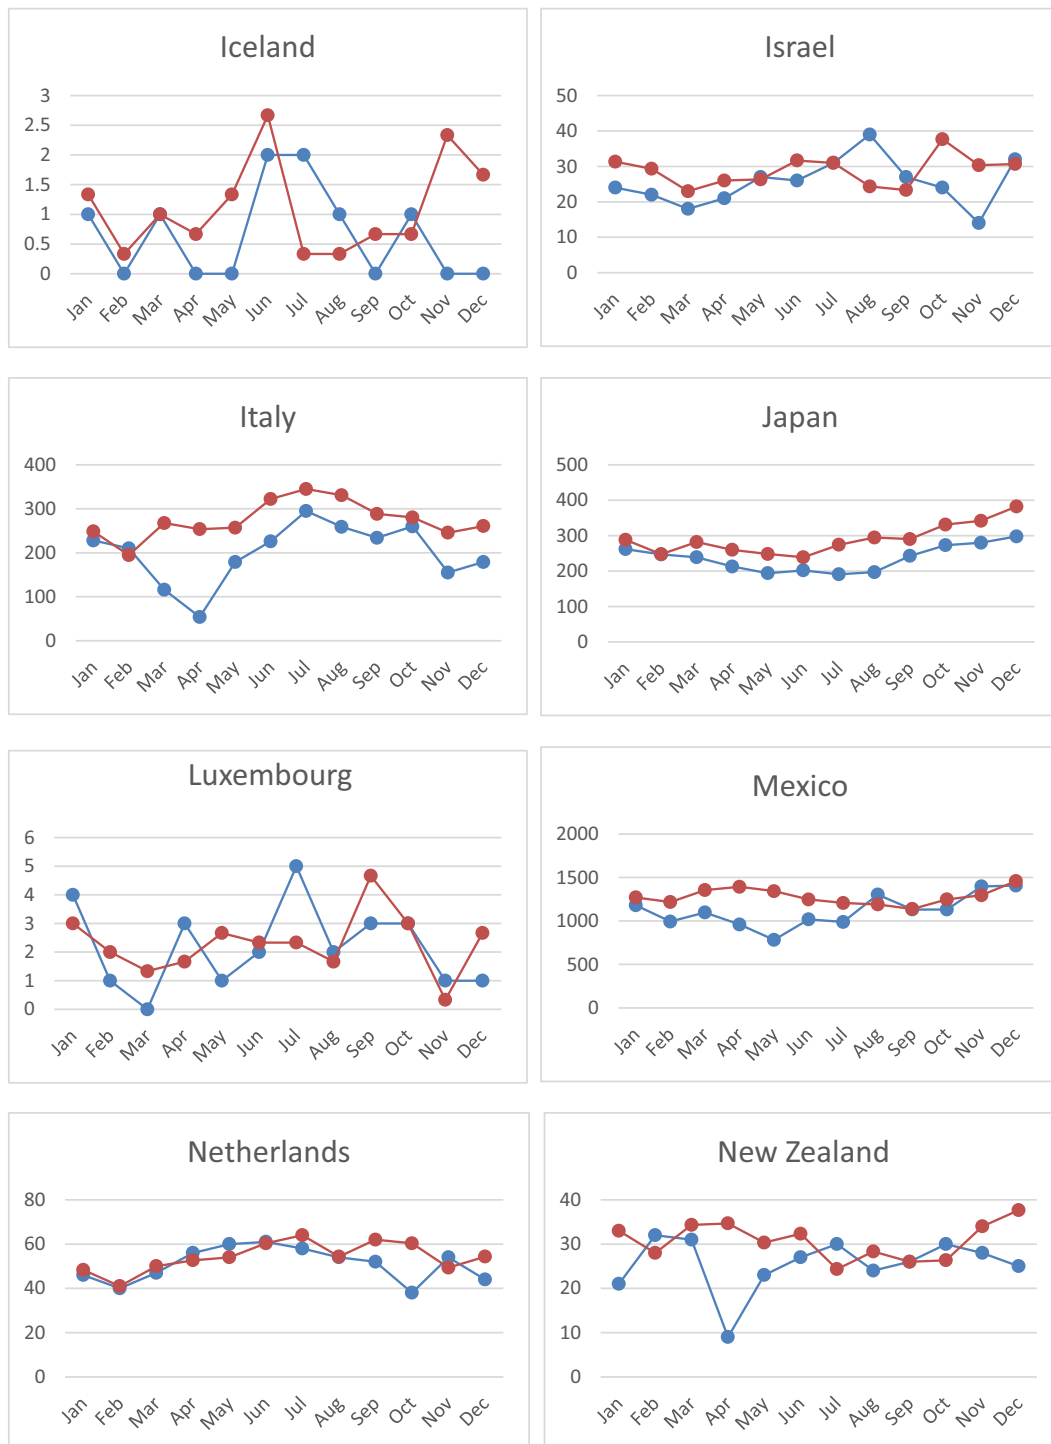 Iceland
3
2.5
2
1.5
1
0.5
0
Jan Feb Mar Apr May Jun Jul Aug Sep Oct Nov Dec
Israel
50
40
30
20
10
0
Jan Feb Mar Apr May Jun Jul Aug Sep Oct Nov Dec
Italy
400
300
200
100
0
Jan Feb Mar Apr May Jun Jul Aug Sep Oct Nov Dec
Japan
500
400
300
200
100
0
Jan Feb Mar Apr May Jun Jul Aug Sep Oct Nov Dec
Luxembourg
6
5
4
3
2
1
0
Jan Feb Mar Apr May Jun Jul Aug Sep Oct Nov Dec
Mexico
2000
1500
1000
500
0
Jan Feb Mar Apr May Jun Jul Aug Sep Oct Nov Dec
Netherlands
80
60
40
20
0
Jan Feb Mar Apr May Jun Jul Aug Sep Oct Nov Dec
New Zealand
40
30
20
10
0
Jan Feb Mar Apr May Jun Jul Aug Sep Oct Nov Dec